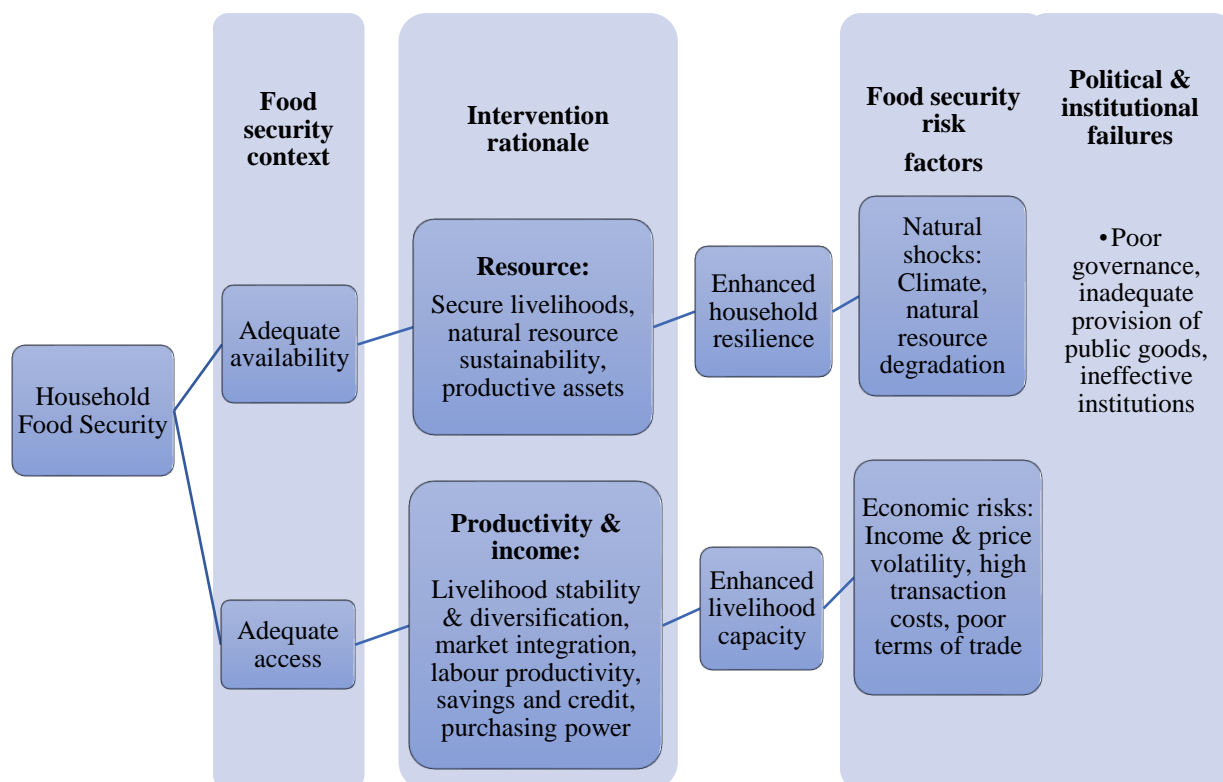 Food
security
context
Intervention
rationale
Food security
risk
factors
Political &
institutional
failures
Household
Food Security
Adequate
availability
Resource:
Secure livelihoods,
natural resource
sustainability,
productive assets
Enhanced
household
resilience
Natural
shocks:
Climate,
natural
resource
degradation
•Poor
governance,
inadequate
provision of
public goods,
ineffective
institutions
Adequate
access
Productivity &
income:
Livelihood stability
& diversification,
market integration,
labour productivity,
savings and credit,
purchasing power
Enhanced
livelihood
capacity
Economic risks:
Income & price
volatility, high
transaction
costs, poor
terms of trade